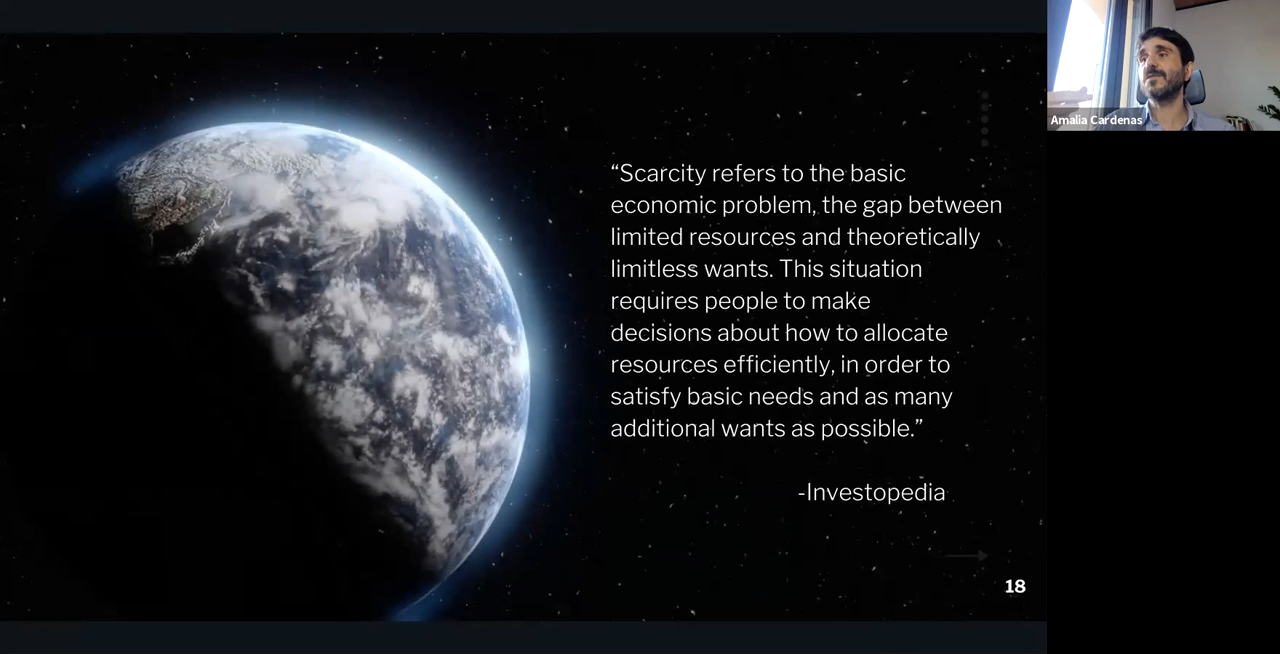 “Scarcity refers to the basic
economic problem, the gap between
limited resources and theoretically
limitless wants. This situation
requires people to make
decisions about how to allocate
resources efficiently, in order to
satisfy basic needs and as many
additional wants as possible.”
-Investopedia
18
Amalia Cardenas